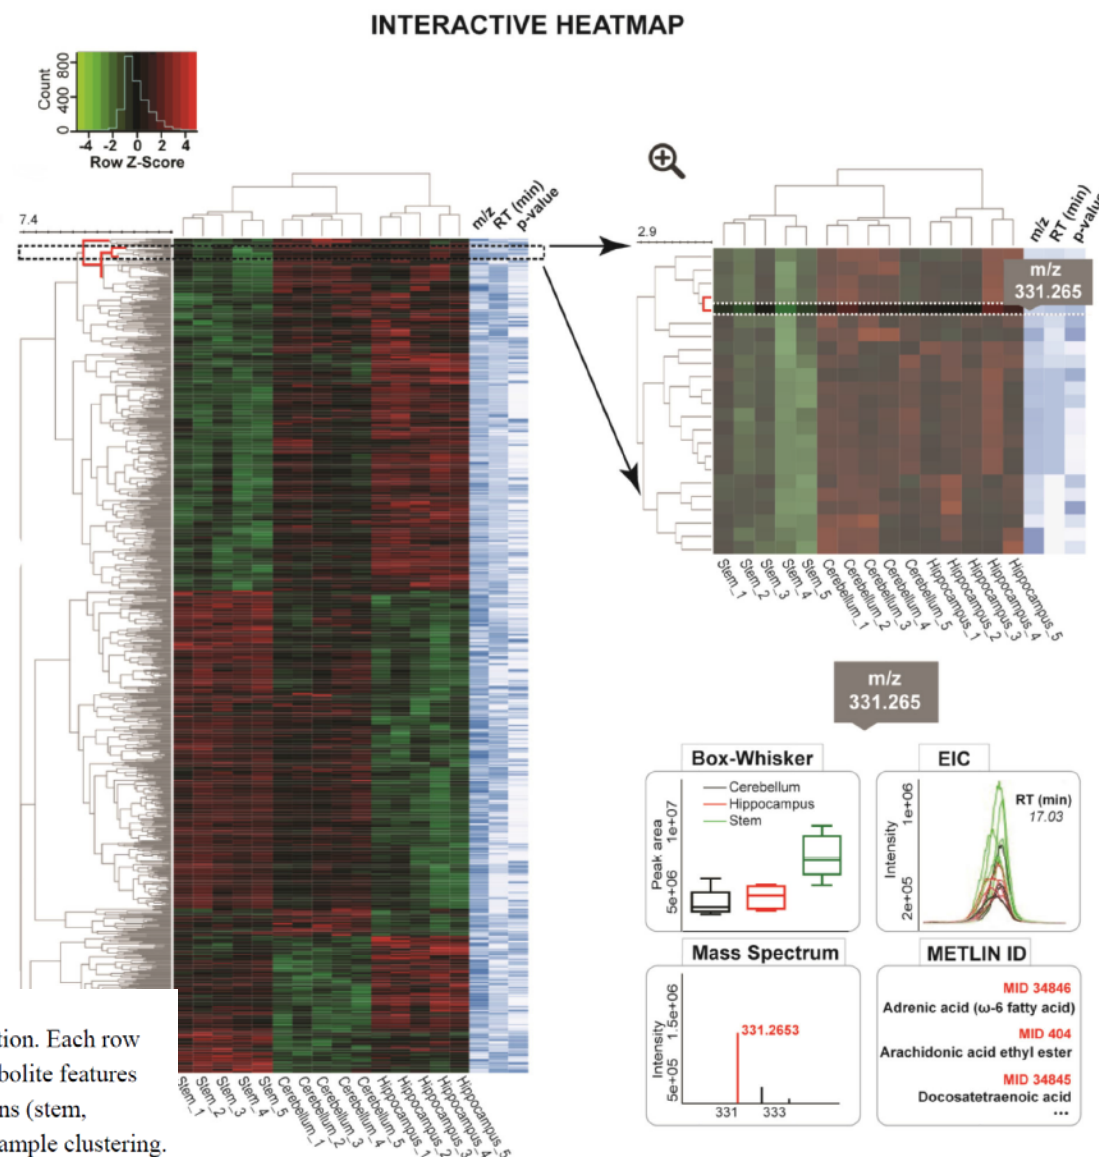 INTERACTIVE HEATMAP
Count
0 400 800
-4 -2 0 2 4
Row Z-Score
7.4
m/z
RT (min)
p-value
2.9
m/z
RT (min)
p-value
m/z
331.265
Stem_1
Stem_2
Stem_3
Stem_4
Stem_5
Cerebellum_1
Cerebellum_2
Cerebellum_3
Cerebellum_4
Cerebellum_5
Hippocampus_1
Hippocampus_2
Hippocampus_3
Hippocampus_4
Hippocampus_5
m/z
331.265
Box-Whisker
Cerebellum
Hippocampus
Stem
Peak area
5e+06 1e+07
EIC
RT (min)
17.03
Intensity
2e+05 1e+06
Mass Spectrum
331.2653
Intensity
5e+05 1.5e+06
331 333
METLIN ID
MID 34846
Adrenic acid (ω-6 fatty acid)
MID 404
Arachidonic acid ethyl ester
MID 34845
Docosatetraenoic acid
...
tion. Each row
bolite features
ns (stem,
ample clustering.
Stem_1
Stem_2
Stem_3
Stem_4
Stem_5
Cerebellum_1
Cerebellum_2
Cerebellum_3
Cerebellum_4
Cerebellum_5
Hippocampus_1
Hippocampus_2
Hippocampus_3
Hippocampus_4
Hippocampus_5